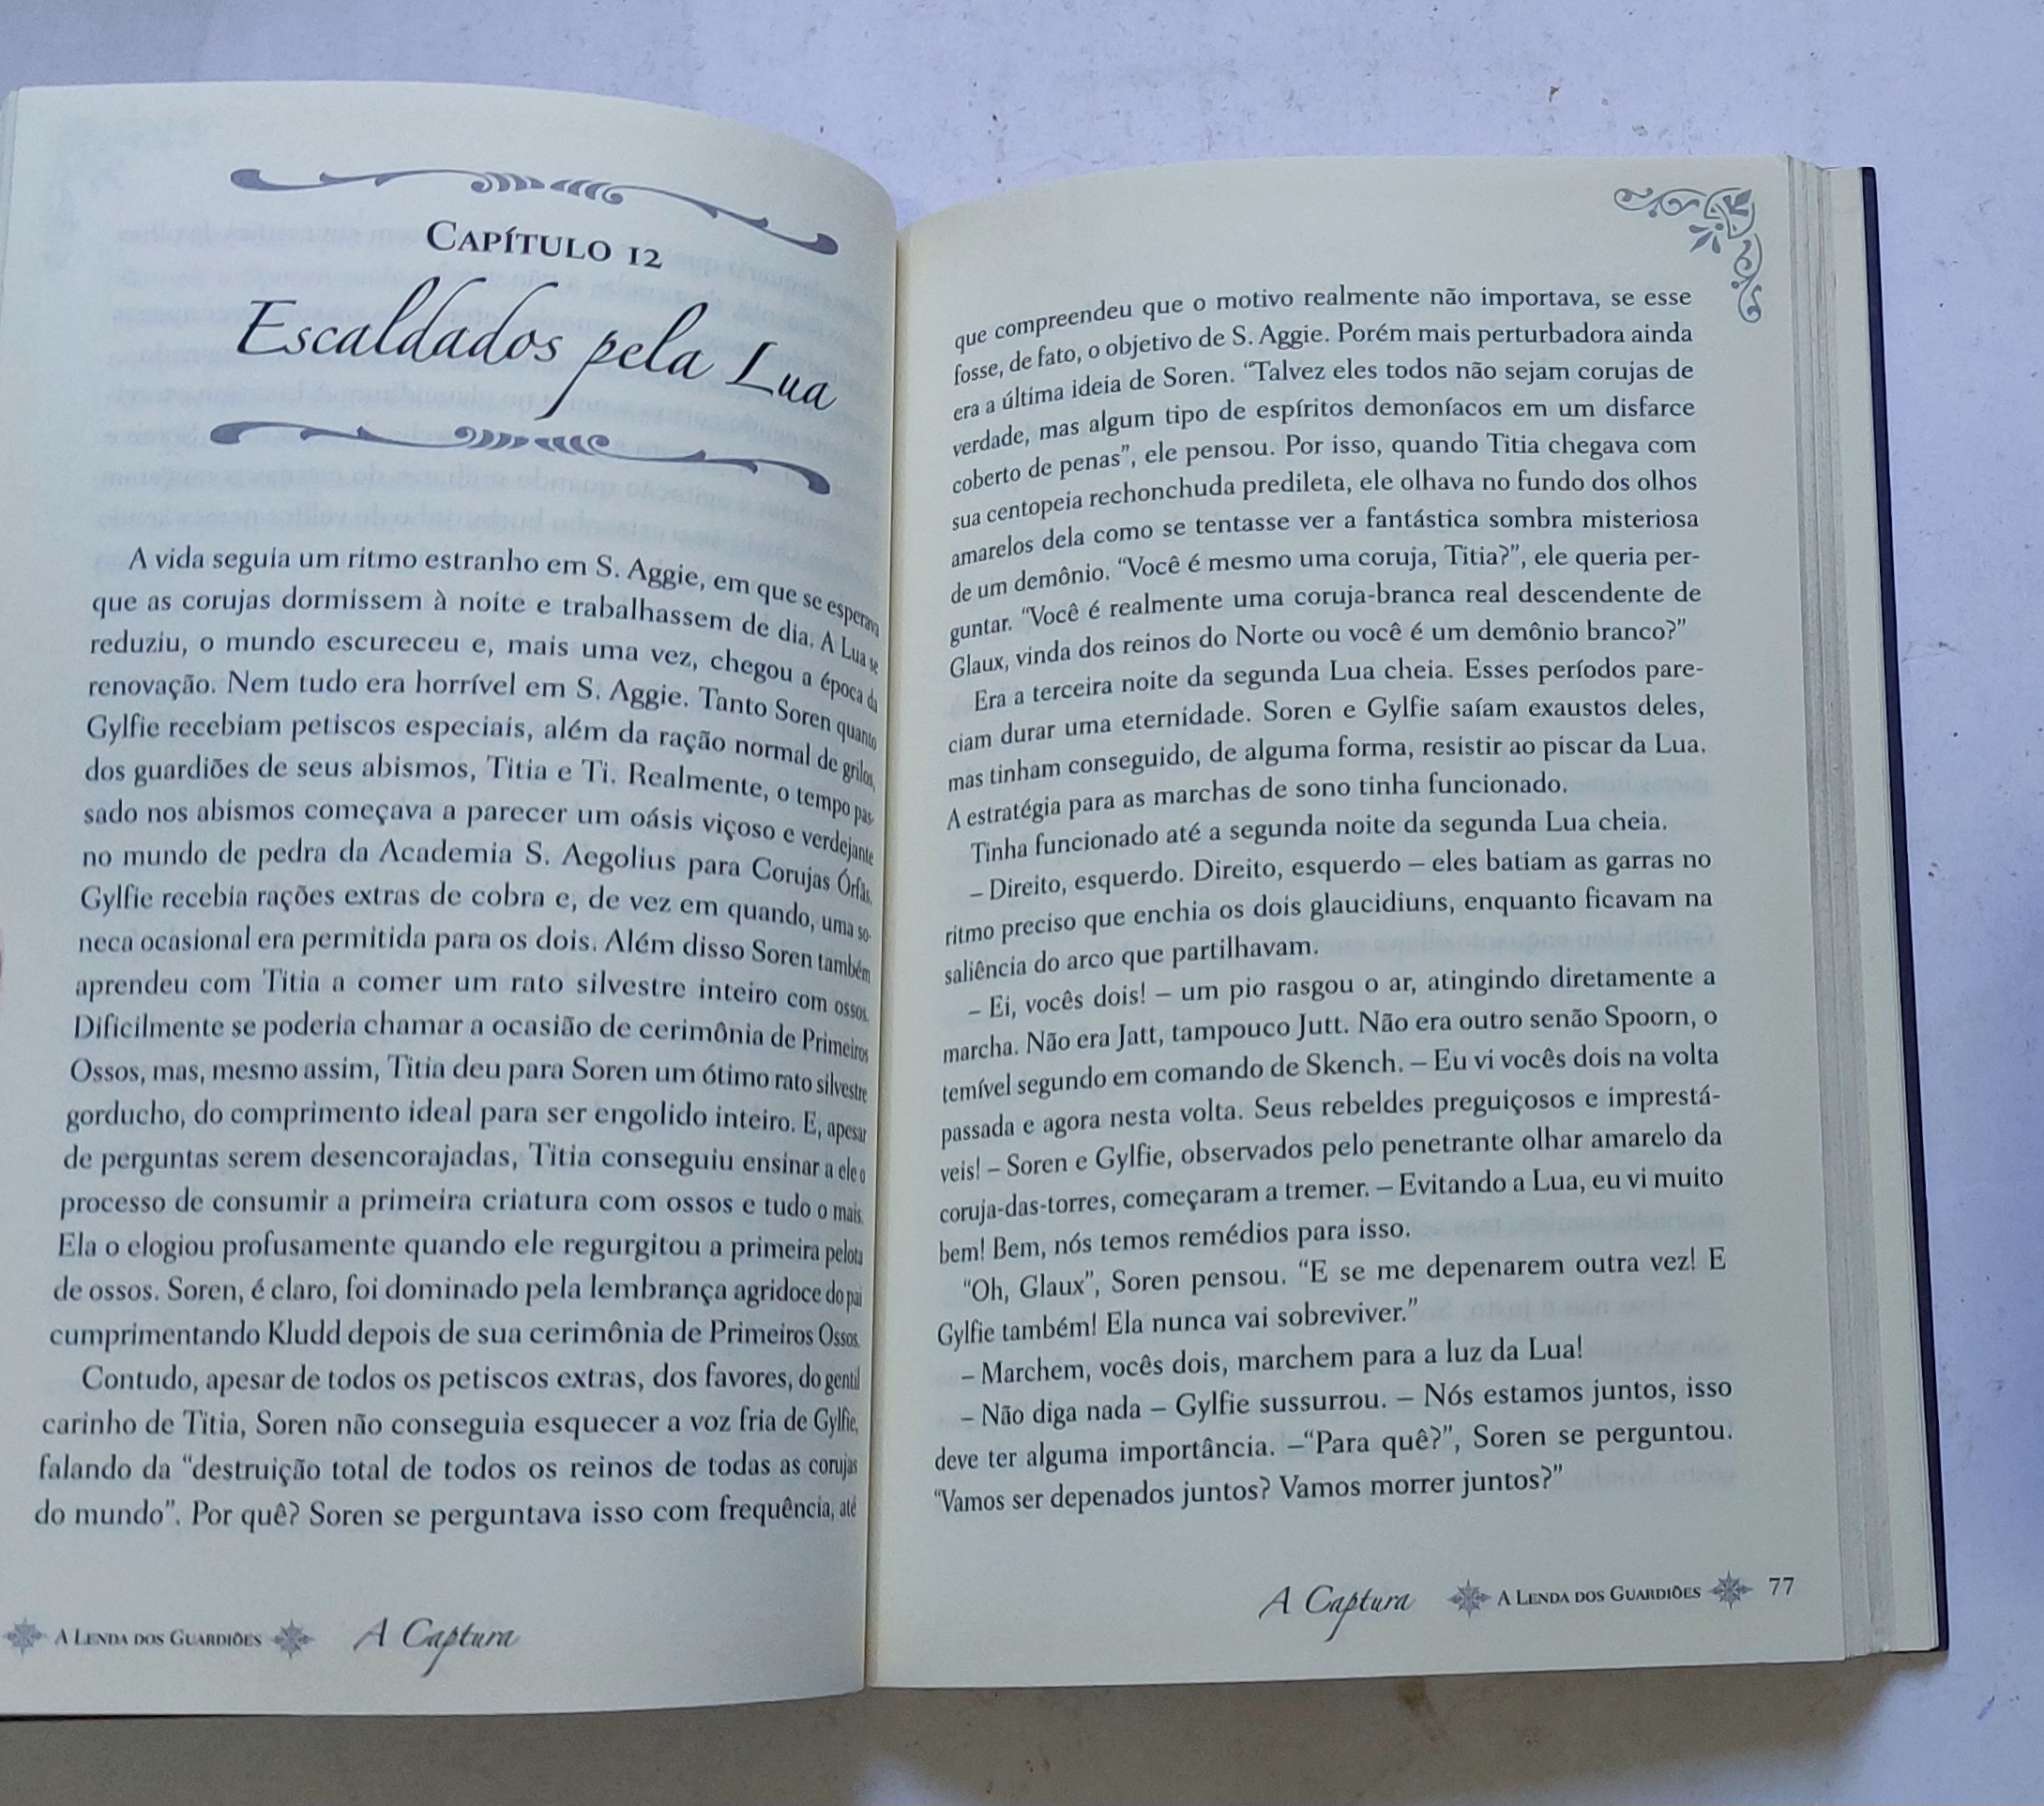 CAPÍTULO 12
Escaldados pela Lua
A vida seguia um ritmo estranho em S. Aggie, em que se esperava
que as corujas dormissem à noite e trabalhassem de dia. A Lua se
reduziu, o mundo escureceu e, mais uma vez, chegou a época da
renovação. Nem tudo era horrível em S. Aggie. Tanto Soren quanto
Gylfie recebiam petiscos especiais, além da ração normal de grilos,
dos guardiões de seus abismos, Titia e Ti. Realmente, o tempo pas-
sado nos abismos começava a parecer um oásis viçoso e verdejante
no mundo de pedra da Academia S. Aegolius para Corujas Órfãs.
Gylfie recebia rações extras de cobra e, de vez em quando, uma so-
neca ocasional era permitida para os dois. Além disso Soren também
aprendeu com Titia a comer um rato silvestre inteiro com ossos.
Dificilmente se poderia chamar a ocasião de cerimônia de Primeiros
Ossos, mas, mesmo assim, Titia deu para Soren um ótimo rato silvestre
gorducho, do comprimento ideal para ser engolido inteiro. E, apesar
de perguntas serem desencorajadas, Titia conseguiu ensinar a ele o
processo de consumir a primeira criatura com ossos e tudo o mais.
Ela o elogiou profusamente quando ele regurgitou a primeira pelota
de ossos. Soren, é claro, foi dominado pela lembrança agridoce do pai
cumprimentando Kludd depois de sua cerimônia de Primeiros Ossos.
Contudo, apesar de todos os petiscos extras, dos favores, do gentil
carinho de Titia, Soren não conseguia esquecer a voz fria de Gylfie,
falando da “destruição total de todos os reinos de todas as corujas
do mundo”. Por quê? Soren se perguntava isso com frequência, até
A LENDA DOS GUARDIÕES A Captura
que compreendeu que o motivo realmente não importava, se esse
fosse, de fato, o objetivo de S. Aggie. Porém mais perturbadora ainda
era a última ideia de Soren. “Talvez eles todos não sejam corujas de
verdade, mas algum tipo de espíritos demoníacos em um disfarce
coberto de penas”, ele pensou. Por isso, quando Titia chegava com
sua centopeia rechonchuda predileta, ele olhava no fundo dos olhos
amarelos dela como se tentasse ver a fantástica sombra misteriosa
de um demônio. “Você é mesmo uma coruja, Titia?”, ele queria per-
guntar. “Você é realmente uma coruja-branca real descendente de
Glaux, vinda dos reinos do Norte ou você é um demônio branco?”
Era a terceira noite da segunda Lua cheia. Esses períodos pare-
ciam durar uma eternidade. Soren e Gylfie saíam exaustos deles,
mas tinham conseguido, de alguma forma, resistir ao piscar da Lua.
A estratégia para as marchas de sono tinha funcionado.
Tinha funcionado até a segunda noite da segunda Lua cheia.
– Direito, esquerdo. Direito, esquerdo – eles batiam as garras no
ritmo preciso que enchia os dois glaucidiuns, enquanto ficavam na
saliência do arco que partilhavam.
– Ei, vocês dois! – um pio rasgou o ar, atingindo diretamente a
marcha. Não era Jatt, tampouco Jutt. Não era outro senão Spoorn, o
temível segundo em comando de Skench. – Eu vi vocês dois na volta
passada e agora nesta volta. Seus rebeldes preguiçosos e imprestá-
veis! – Soren e Gylfie, observados pelo penetrante olhar amarelo da
coruja-das-torres, começaram a tremer. – Evitando a Lua, eu vi muito
bem! Bem, nós temos remédios para isso.
“Oh, Glaux”, Soren pensou. “E se me depenarem outra vez! E
Gylfie também! Ela nunca vai sobreviver.”
– Marchem, vocês dois, marchem para a luz da Lua!
– Não diga nada – Gylfie sussurrou. – Nós estamos juntos, isso
deve ter alguma importância. –“Para quê?”, Soren se perguntou.
“Vamos ser depenados juntos? Vamos morrer juntos?”
A Captura A LENDA DOS GUARDIÕES 77